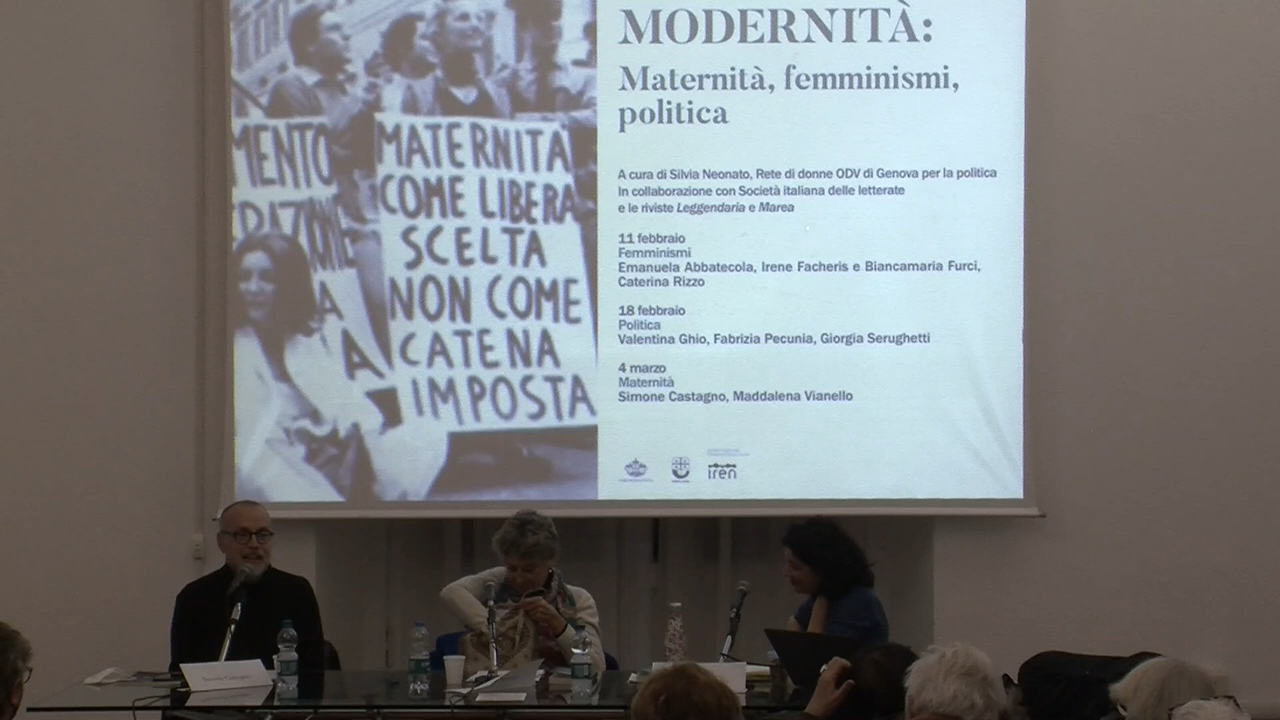 MODERNITÀ:
Maternità, femminismi,
politica
A cura di Silvia Neonato, Rete di donne ODV di Genova per la politica
In collaborazione con Società italiana delle letterate
e le riviste Leggendaria e Marea
11 febbraio
Femminismi
Emanuela Abbatecola, Irene Facheris e Biancamaria Furci,
Caterina Rizzo
18 febbraio
Politica
Valentina Ghio, Fabrizia Pecunia, Giorgia Serughetti
4 marzo
Maternità
Simone Castagno, Maddalena Vianello
iren
MENTO
MATERNITA
COME LIBERA
SCELTA
NON COME
CATENA
IMPOSTA